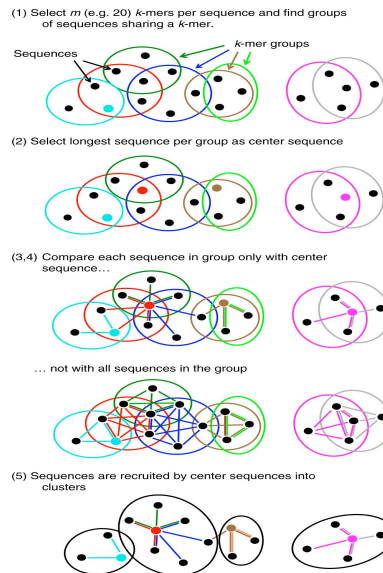 (1) Select m (e.g. 20) k-mers per sequence and find groups
of sequences sharing a k-mer.
Sequences
k-mer groups
(2) Select longest sequence per group as center sequence
(3,4) Compare each sequence in group only with center
sequence...
... not with all sequences in the group
(5) Sequences are recruited by center sequences into
clusters